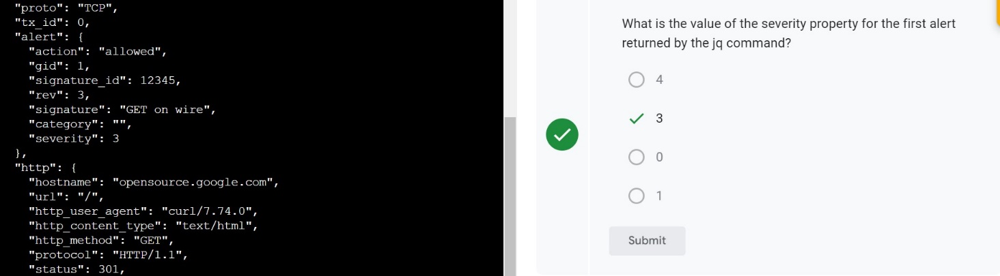 "proto": "TCP",
"tx_id": 0,
"alert": {
"action": "allowed",
"gid": 1,
"signature_id": 12345,
"rev": 3,
"signature": "GET on wire",
"category": "",
"severity": 3
},
"http": {
"hostname": "opensource.google.com",
"url": "/",
"http_user_agent": "curl/7.74.0",
"http_content_type": "text/html",
"http_method": "GET",
"protocol": "HTTP/1.1",
"status": 301,
What is the value of the severity property for the first alert
returned by the jq command?
4
3
0
1
Submit